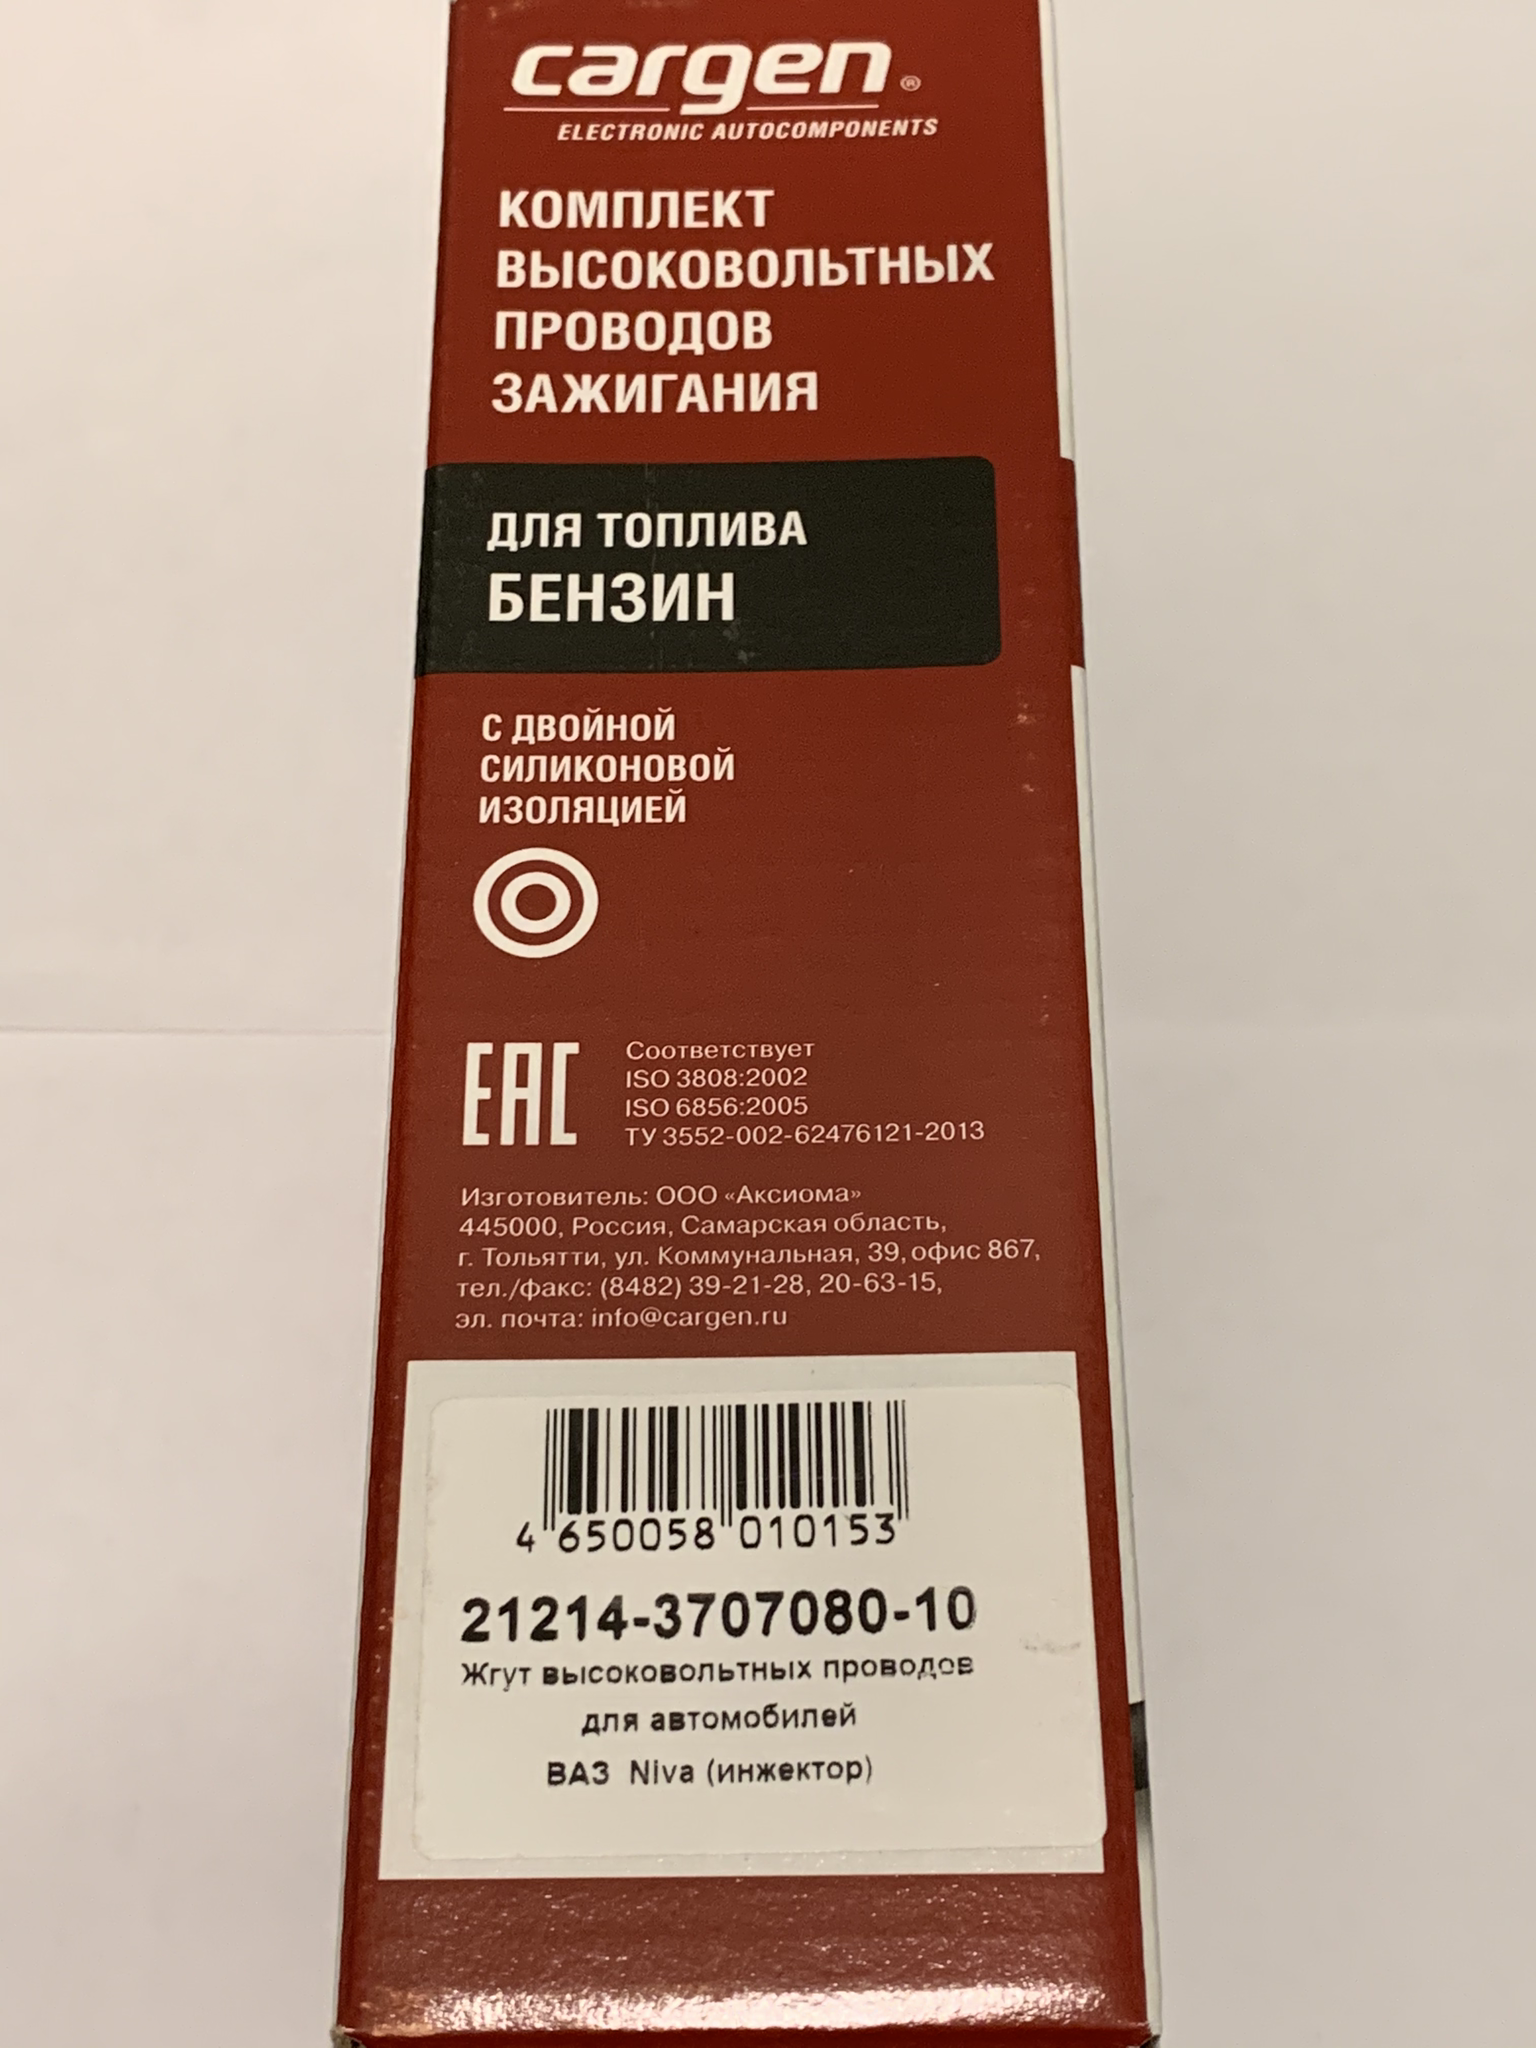 cargen®
ELECTRONIC AUTOCOMPONENTS
КОМПЛЕКТ
ВЫСОКОВОЛЬТНЫХ
ПРОВОДОВ
ЗАЖИГАНИЯ
ДЛЯ ТОПЛИВА
БЕНЗИН
С ДВОЙНОЙ
СИЛИКОНОВОЙ
ИЗОЛЯЦИЕЙ
EAC
Соответствует
ISO 3808:2002
ISO 6856:2005
ТУ 3552-002-62476121-2013
Изготовитель: ООО «Аксиома»
445000, Россия, Самарская область,
г. Тольятти, ул. Коммунальная, 39, офис 867,
тел./факс: (8482) 39-21-28, 20-63-15,
эл. почта: info@cargen.ru
4 650058 010153
21214-3707080-10
Жгут высоковольтных проводов
для автомобилей
ВАЗ Niva (инжектор)